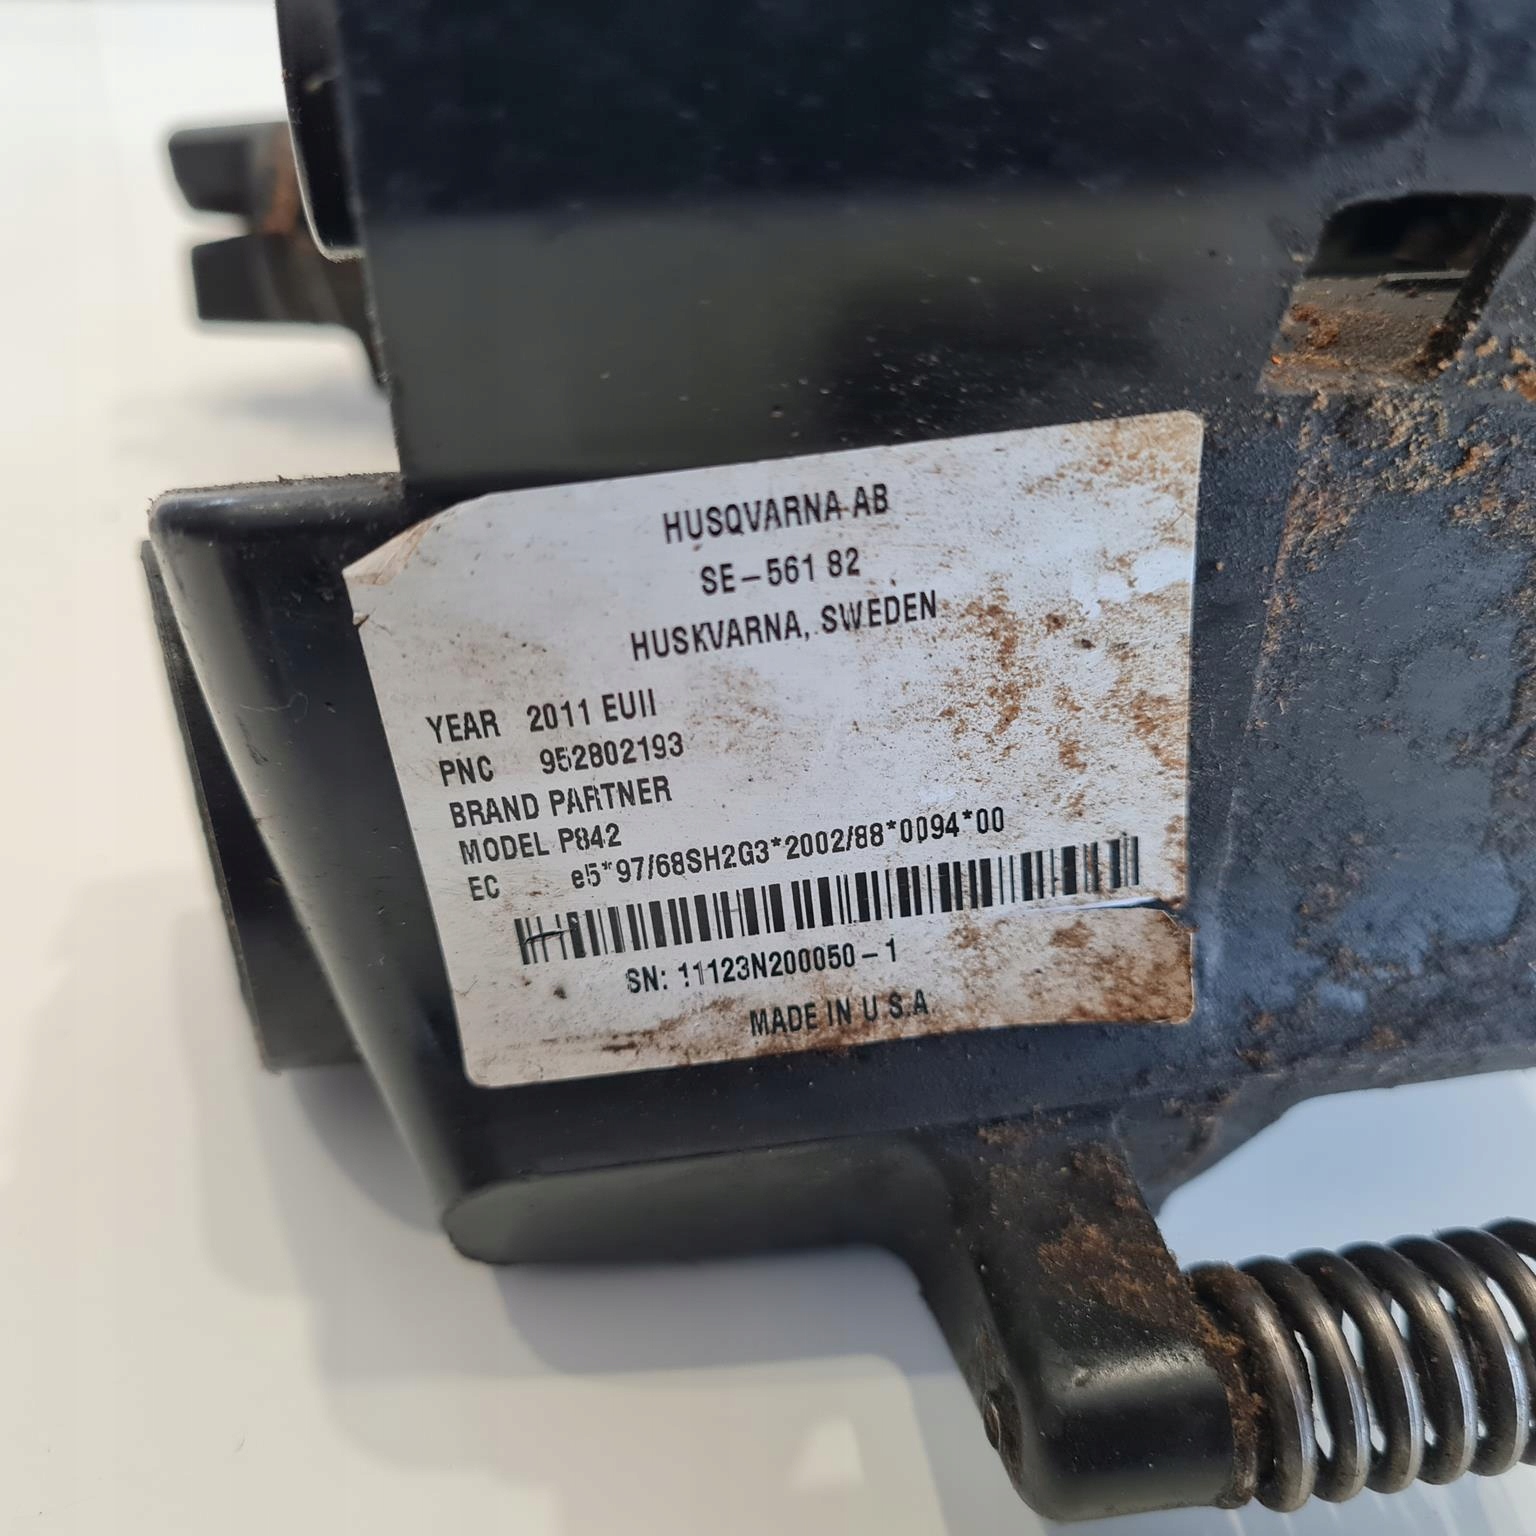 HUSQVARNA AB
SE-561 82
HUSKVARNA, SWEDEN
YEAR 2011 EUII
PNC 952802193
BRAND PARTNER
MODEL P842
EC e5*97/68SH2G3*2002/88*0094*00
SN: 11123N200050-1
MADE IN U.S.A